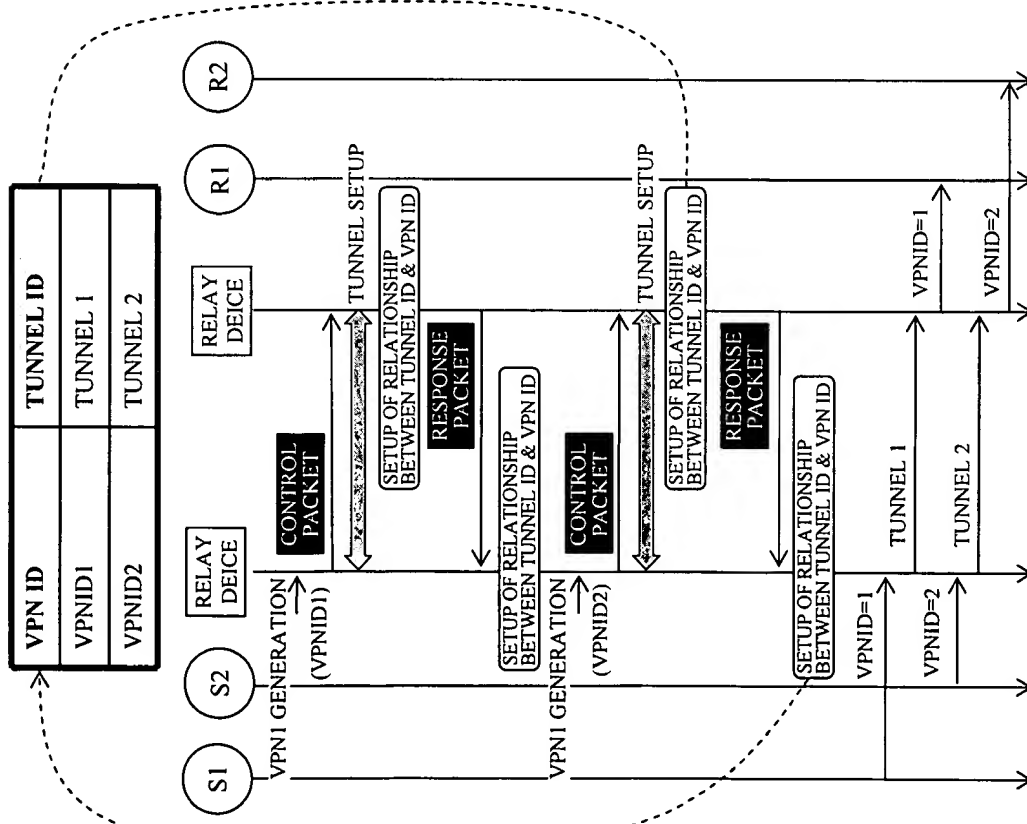 VPN ID
TUNNEL ID
VPNID1
TUNNEL 1
VPNID2
TUNNEL 2
S1
S2
RELAY
DEICE
RELAY
DEICE
R1
R2
VPN1 GENERATION
(VPNID1)
CONTROL
PACKET
TUNNEL SETUP
SETUP OF RELATIONSHIP
BETWEEN TUNNEL ID & VPN ID
RESPONSE
PACKET
SETUP OF RELATIONSHIP
BETWEEN TUNNEL ID & VPN ID
VPN1 GENERATION
(VPNID2)
CONTROL
PACKET
TUNNEL SETUP
SETUP OF RELATIONSHIP
BETWEEN TUNNEL ID & VPN ID
RESPONSE
PACKET
SETUP OF RELATIONSHIP
BETWEEN TUNNEL ID & VPN ID
VPNID=1
TUNNEL 1
VPNID=1
VPNID=2
TUNNEL 2
VPNID=2